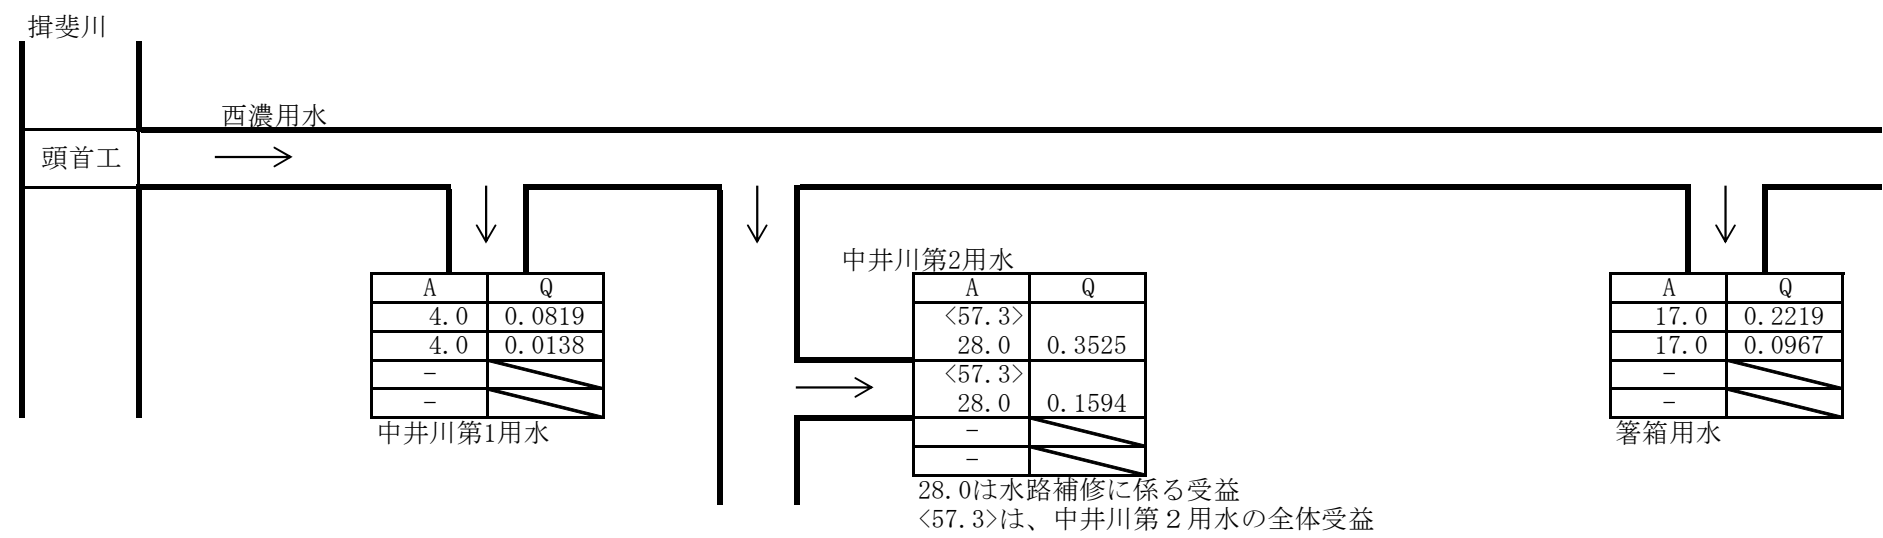 揖斐川
西濃用水
頭首工
中井川第2用水
A Q
<57.3>
28.0 0.3525
<57.3>
28.0 0.1594
-
-
28.0は水路補修に係る受益
<57.3>は、中井川第２用水の全体受益
A Q
4.0 0.0819
4.0 0.0138
-
-
中井川第1用水
A Q
17.0 0.2219
17.0 0.0967
-
-
箸箱用水